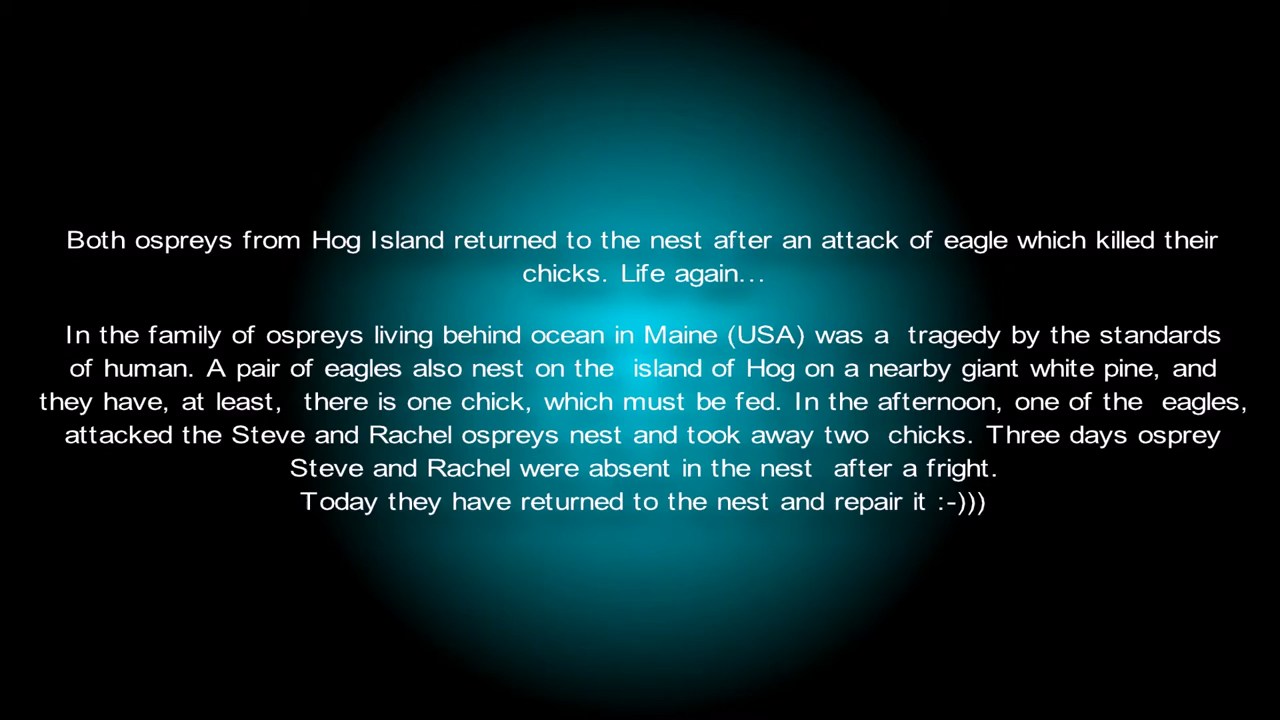 Both ospreys from Hog Island returned to the nest after an attack of eagle which killed their
chicks. Life again...
In the family of ospreys living behind ocean in Maine (USA) was a  tragedy by the standards
of human. A pair of eagles also nest on the  island of Hog on a nearby giant white pine, and
they have, at least,  there is one chick, which must be fed. In the afternoon, one of the  eagles,
attacked the Steve and Rachel ospreys nest and took away two  chicks. Three days osprey
Steve and Rachel were absent in the nest  after a fright.
Today they have returned to the nest and repair it :-)))